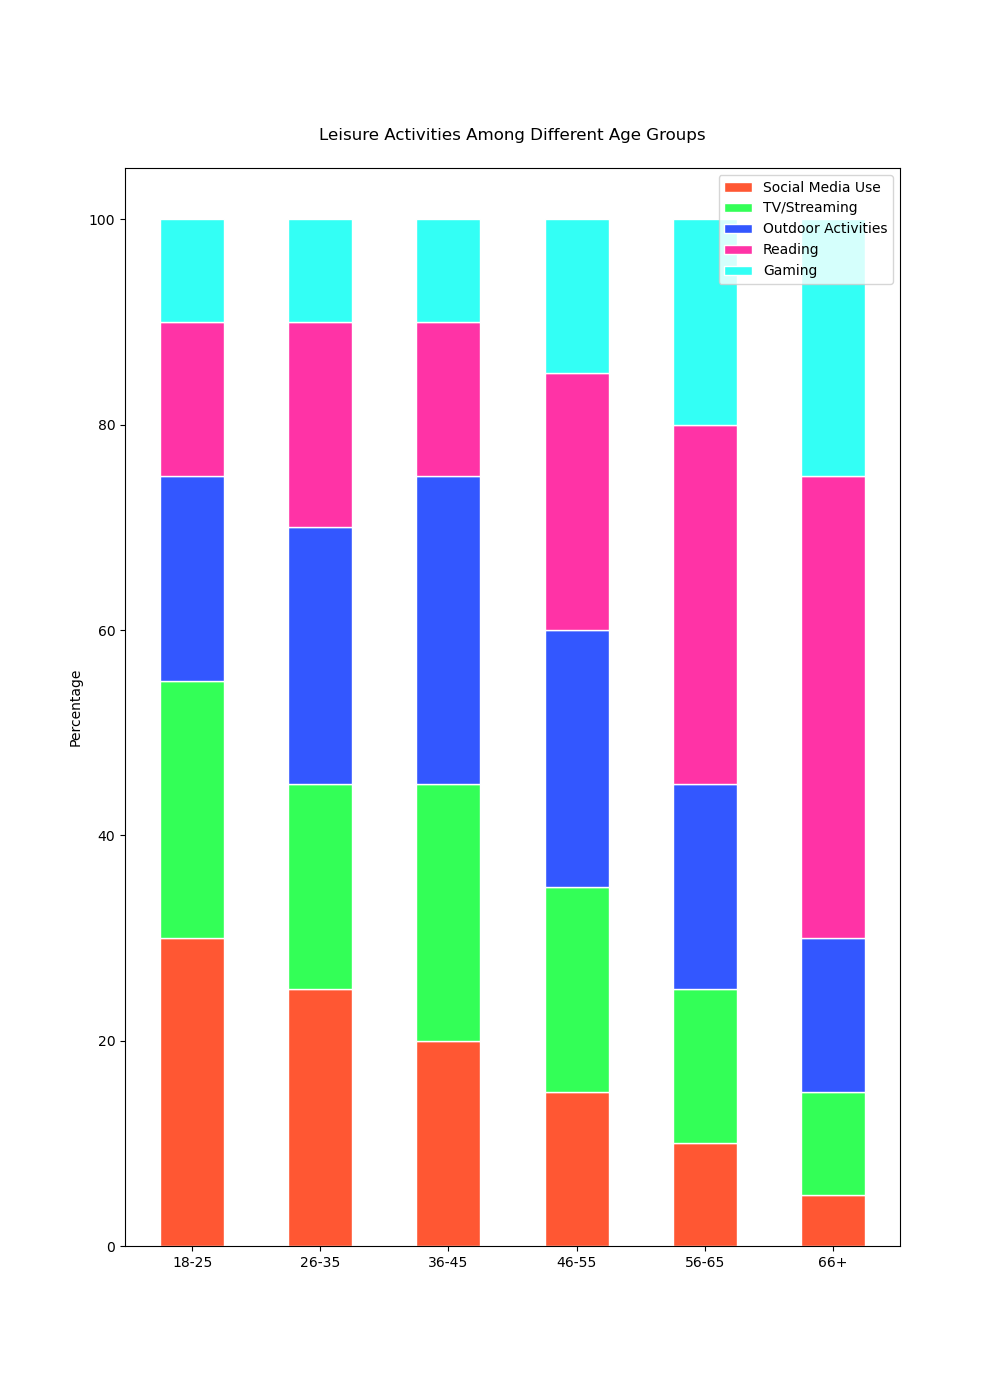 Leisure Activities Among Different Age Groups
Social Media Use
TV/Streaming
Outdoor Activities
Reading
Gaming
Percentage
100
80
60
40
20
0
18-25 26-35 36-45 46-55 56-65 66+